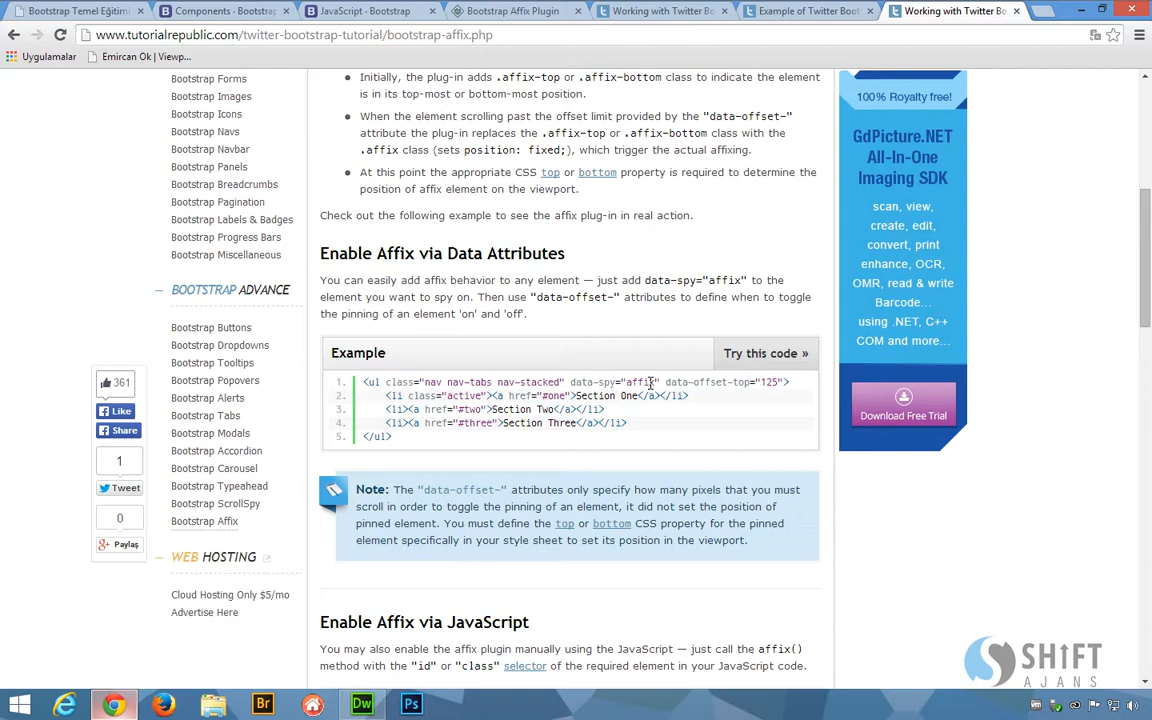 Bootstrap Temel Eğitimi
Components - Bootstrap
JavaScript - Bootstrap
Bootstrap Affix Plugin
Working with Twitter Bo
Example of Twitter Boot
Working with Twitter Bo
www.tutorialrepublic.com/twitter-bootstrap-tutorial/bootstrap-affix.php
Uygulamalar
Emircan Ok | Viewp...
Bootstrap Forms
Bootstrap Images
Bootstrap Icons
Bootstrap Navs
Bootstrap Navbar
Bootstrap Panels
Bootstrap Breadcrumbs
Bootstrap Pagination
Bootstrap Labels & Badges
Bootstrap Progress Bars
Bootstrap Miscellaneous
BOOTSTRAP ADVANCE
Bootstrap Buttons
Bootstrap Dropdowns
Bootstrap Tooltips
Bootstrap Popovers
Bootstrap Alerts
Bootstrap Tabs
Bootstrap Modals
Bootstrap Accordion
Bootstrap Carousel
Bootstrap Typeahead
Bootstrap ScrollSpy
Bootstrap Affix
WEB HOSTING
Cloud Hosting Only $5/mo
Advertise Here
361
Like
Share
1
Tweet
0
Paylaş
Initially, the plug-in adds .affix-top or .affix-bottom class to indicate the element
is in its top-most or bottom-most position.
When the element scrolling past the offset limit provided by the "data-offset-"
attribute the plug-in replaces the .affix-top or .affix-bottom class with the
.affix class (sets position: fixed;), which trigger the actual affixing.
At this point the appropriate CSS top or bottom property is required to determine the
position of affix element on the viewport.
Check out the following example to see the affix plug-in in real action.
Enable Affix via Data Attributes
You can easily add affix behavior to any element — just add data-spy="affix" to the
element you want to spy on. Then use "data-offset-" attributes to define when to toggle
the pinning of an element 'on' and 'off'.
Example
Try this code »
1. <ul class="nav nav-tabs nav-stacked" data-spy="affix" data-offset-top="125">
2. <li class="active"><a href="#one">Section One</a></li>
3. <li><a href="#two">Section Two</a></li>
4. <li><a href="#three">Section Three</a></li>
5. </ul>
Note: The "data-offset-" attributes only specify how many pixels that you must
scroll in order to toggle the pinning of an element, it did not set the position of
pinned element. You must define the top or bottom CSS property for the pinned
element specifically in your style sheet to set its position in the viewport.
Enable Affix via JavaScript
You may also enable the affix plugin manually using the JavaScript — just call the affix()
method with the "id" or "class" selector of the required element in your JavaScript code.
100% Royalty free!
GdPicture.NET
All-In-One
Imaging SDK
scan, view,
create, edit,
convert, print
enhance, OCR,
OMR, read & write
Barcode...
using .NET, C++
COM and more...
Download Free Trial
SHIFT
AJANS
Br
Dw
Ps